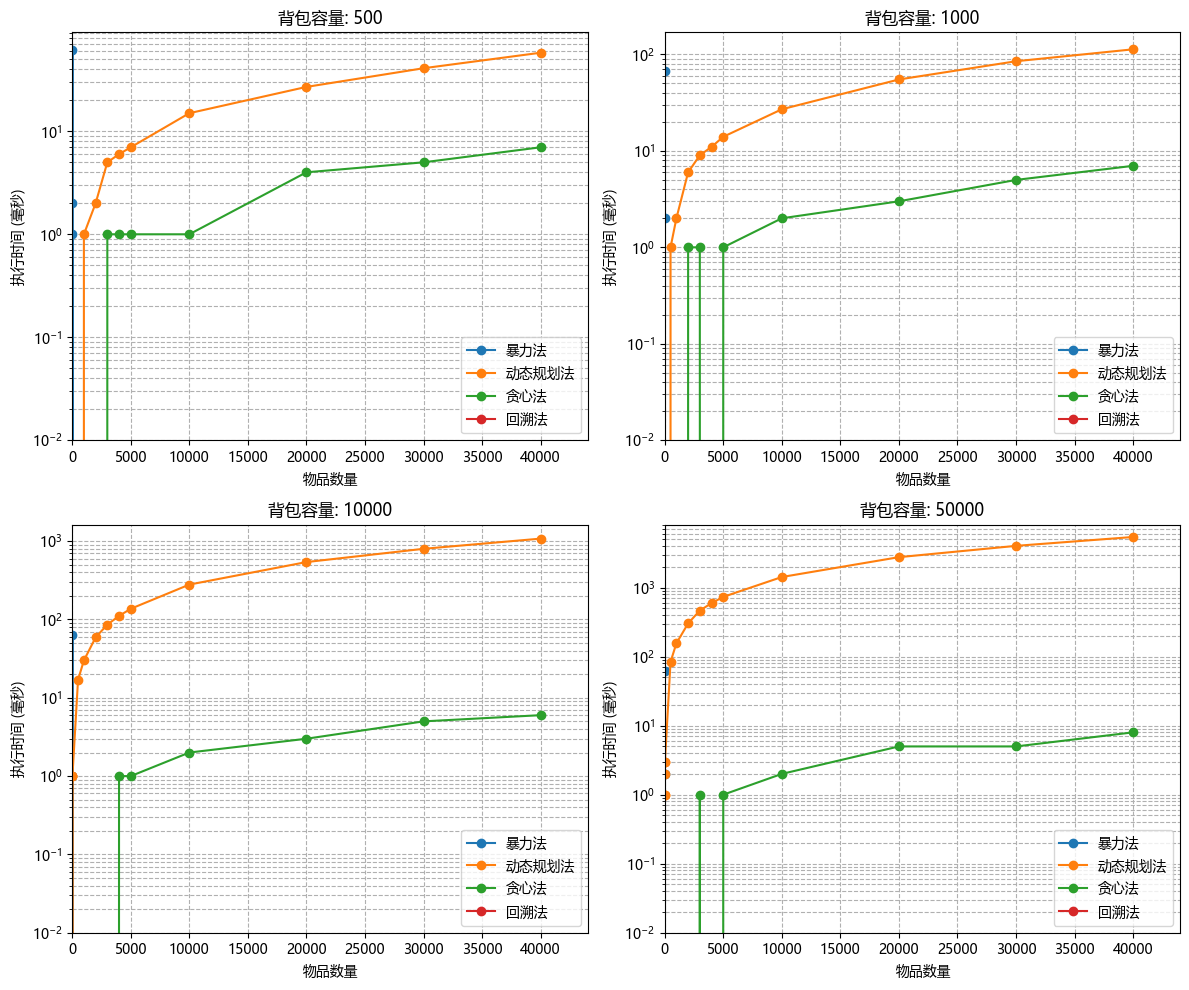 背包容量: 500
10¹
10⁰
10⁻¹
10⁻²
执行时间 (毫秒)
暴力法
动态规划法
贪心法
回溯法
0 5000 10000 15000 20000 25000 30000 35000 40000
物品数量
背包容量: 1000
10²
10¹
10⁰
10⁻¹
10⁻²
执行时间 (毫秒)
暴力法
动态规划法
贪心法
回溯法
0 5000 10000 15000 20000 25000 30000 35000 40000
物品数量
背包容量: 10000
10³
10²
10¹
10⁰
10⁻¹
10⁻²
执行时间 (毫秒)
暴力法
动态规划法
贪心法
回溯法
0 5000 10000 15000 20000 25000 30000 35000 40000
物品数量
背包容量: 50000
10³
10²
10¹
10⁰
10⁻¹
10⁻²
执行时间 (毫秒)
暴力法
动态规划法
贪心法
回溯法
0 5000 10000 15000 20000 25000 30000 35000 40000
物品数量